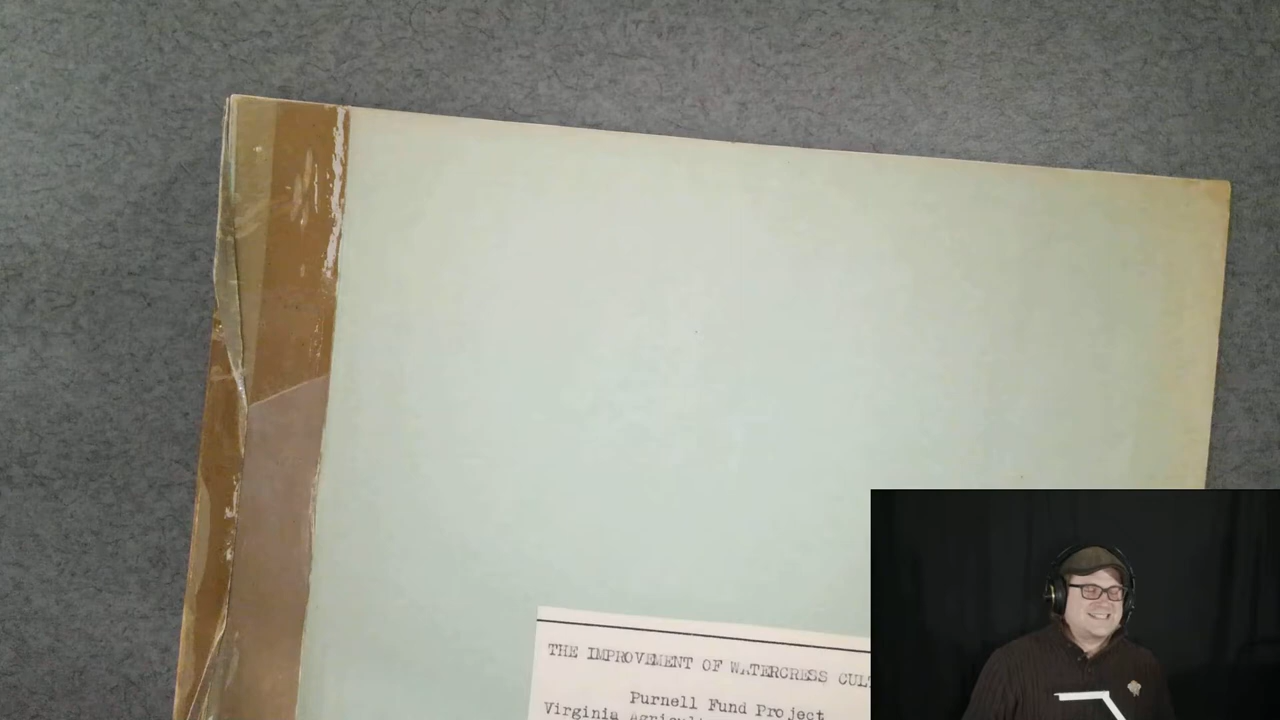 THE IMPROVEMENT OF WATERCRESS
Purnell Fund Project
Virginia